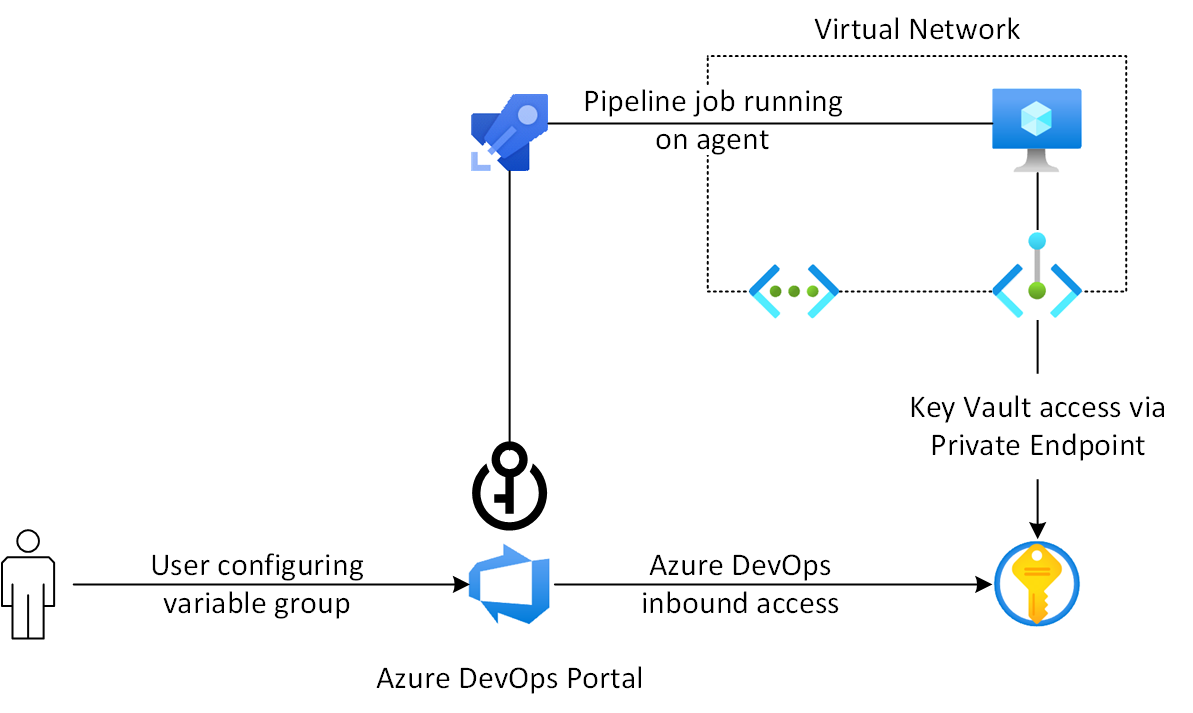 Virtual Network
Pipeline job running
on agent
Key Vault access via
Private Endpoint
User configuring
variable group
Azure DevOps
inbound access
Azure DevOps Portal